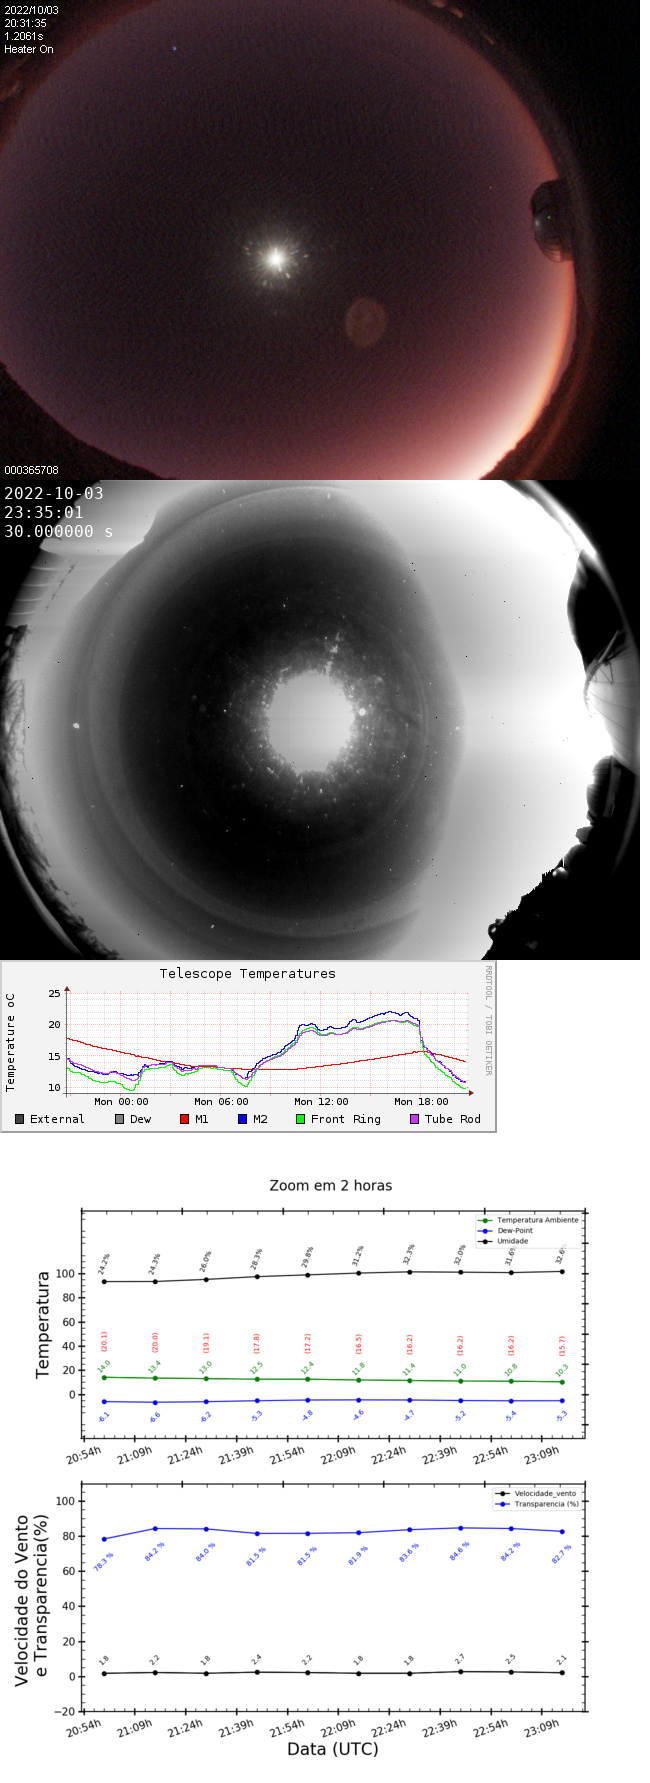 2022/10/03
20:31:35
1.2061s
Heater On
000365708
2022-10-03
23:35:01
30.000000 s
Telescope Temperatures
RRDTOOL / TOBI OETIKER
Temperature oC
25
20
15
10
Mon 00:00 Mon 06:00 Mon 12:00 Mon 18:00
External Dew M1 M2 Front Ring Tube Rod
Zoom em 2 horas
Temperatura Ambiente
Dew-Point
Umidade
24.2% 24.3% 26.0% 28.3% 29.8% 31.2% 32.3% 32.0% 31.6% 32.6%
Temperatura
100
80
60
40
20
0
(20.1) (20.0) (19.1) (17.8) (17.2) (16.5) (16.2) (16.2) (16.2) (15.7)
14.0 13.4 13.0 12.5 12.4 11.8 11.4 11.0 10.8 10.3
-6.1 -6.6 -6.2 -5.3 -4.8 -4.6 -4.7 -5.2 -5.4 -5.3
20:54h 21:09h 21:24h 21:39h 21:54h 22:09h 22:24h 22:39h 22:54h 23:09h
Velocidade_vento
Transparencia (%)
Velocidade do Vento
e Transparencia(%)
100
80
60
40
20
0
−20
78.3 % 84.2 % 84.0 % 81.5 % 81.5 % 81.9 % 83.6 % 84.6 % 84.2 % 82.7 %
1.8 2.2 1.8 2.4 2.2 1.8 1.8 2.7 2.5 2.1
20:54h 21:09h 21:24h 21:39h 21:54h 22:09h 22:24h 22:39h 22:54h 23:09h
Data (UTC)